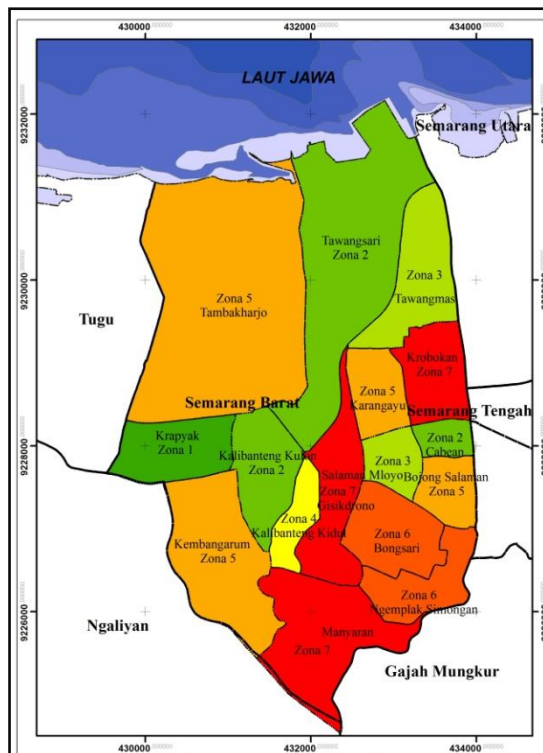 430000 432000 434000
LAUT JAWA
9232000
Semarang Utara
Tawangsari
Zona 2
9230000
Zona 3
Tawangmas
Zona 5
Tambakharjo
Tugu
Krobokan
Zona 7
Zona 5
Karangayu
Semarang Barat
Semarang Tengah
9228000
Krapyak
Zona 1
Kalibanteng Kulon
Zona 2
Zona 3
Mloyo
Zona 2
Cabean
Bojong Salaman
Zona 5
Salaman
Zona 7
Gisikdrono
Zona 4
Kalibanteng Kidul
Kembangarum
Zona 5
Zona 6
Bongsari
Zona 6
Ngemplak Simongan
9226000
Ngaliyan
Manyaran
Zona 7
Gajah Mungkur
430000 432000 434000